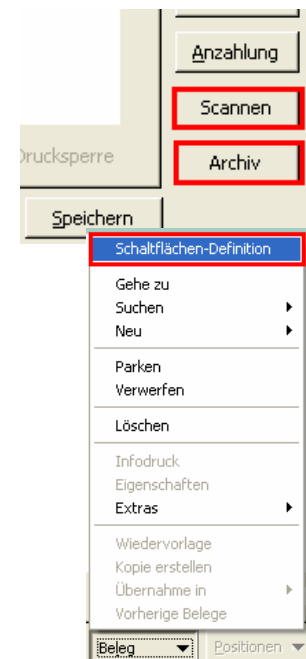 Anzahlung
Scannen
Drucksperre
Archiv
Speichern
Schaltflächen-Definition
Gehe zu
Suchen
Neu
Parken
Verwerfen
Löschen
Infodruck
Eigenschaften
Extras
Wiedervorlage
Kopie erstellen
Übernahme in
Vorherige Belege
Beleg
Positionen